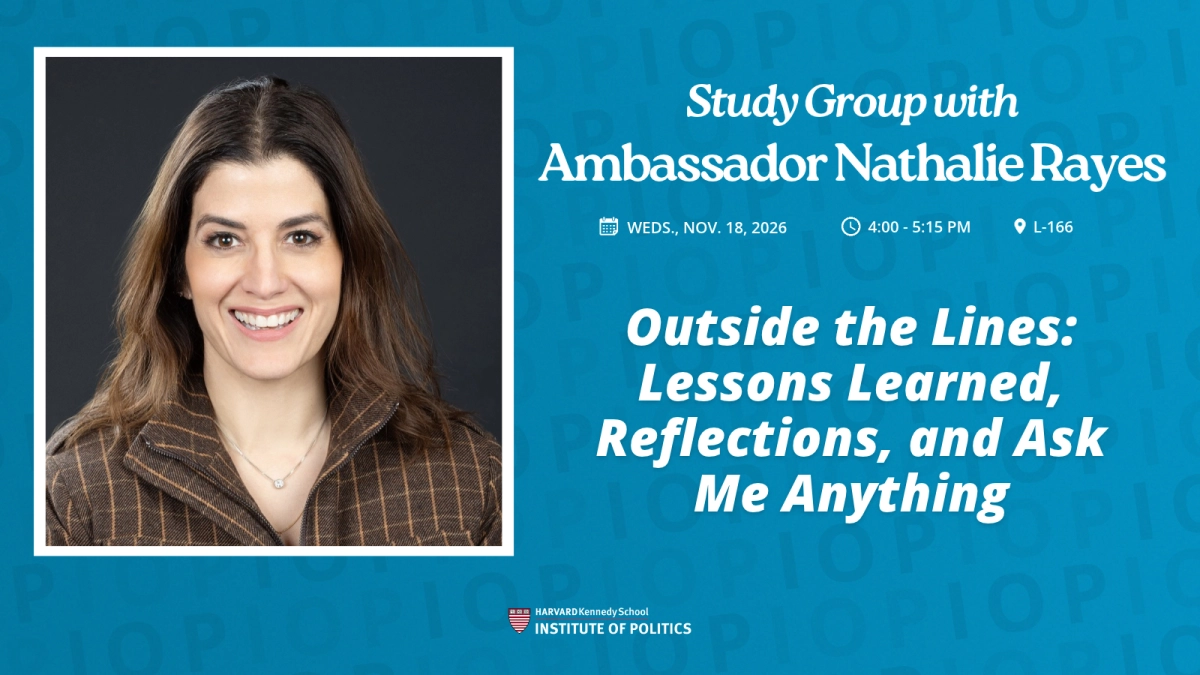 Study Group with
Ambassador Nathalie Rayes
WEDS., NOV. 18, 2026
4:00 - 5:15 PM
L-166
Outside the Lines:
Lessons Learned,
Reflections, and Ask
Me Anything
HARVARD Kennedy School
INSTITUTE OF POLITICS